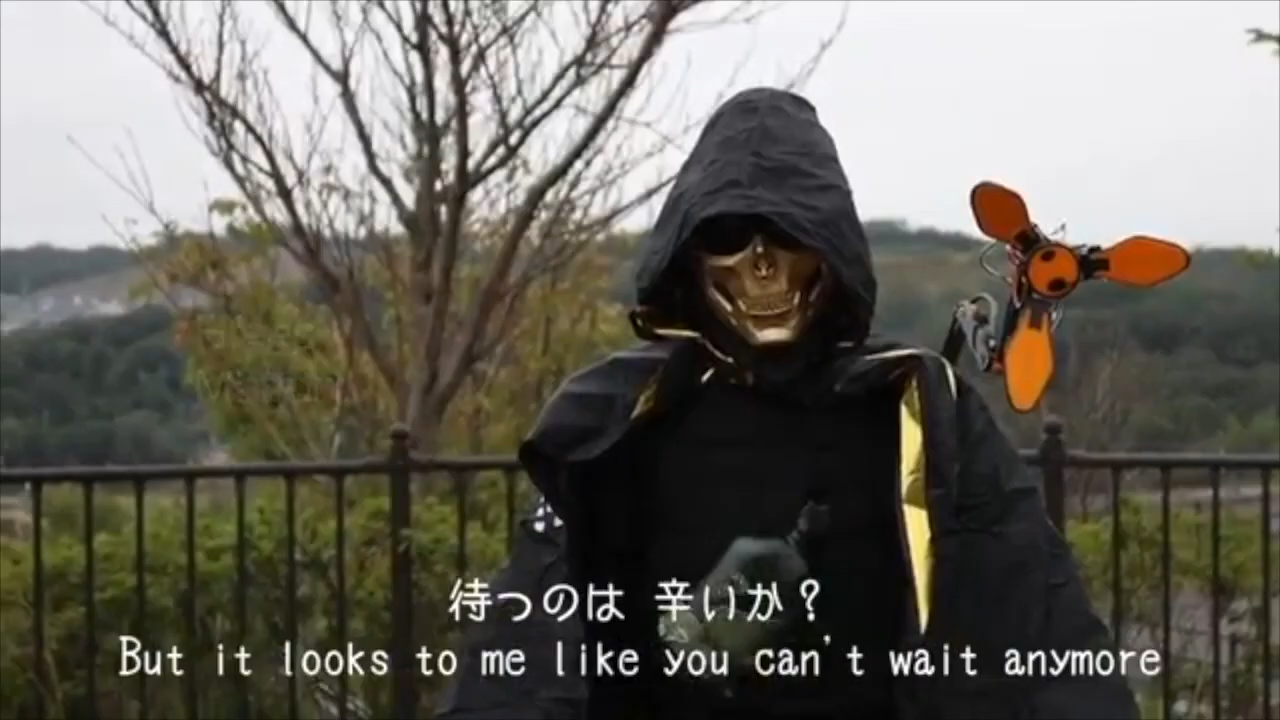 待つのは 辛いか？
But it looks to me like you can't wait anymore